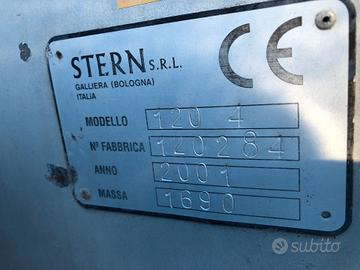 STERN S.R.L.
GALLIERA (BOLOGNA)
ITALIA
CE
MODELLO 120 4
Nº FABBRICA 120284
ANNO 2001
MASSA 1690
subito